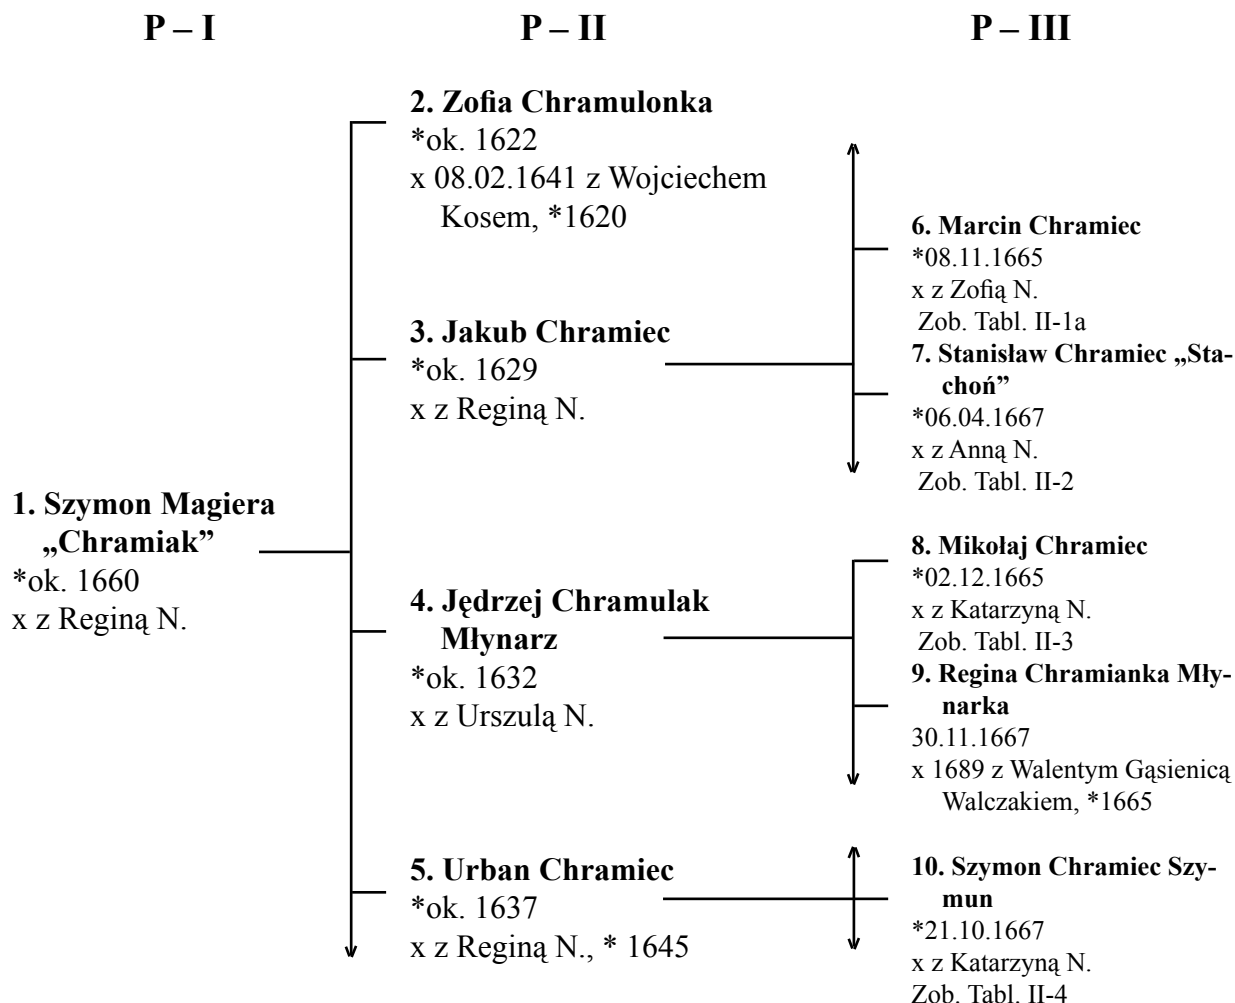 P – I
P – II
P – III
1. Szymon Magiera
„Chramiak”
*ok. 1660
x z Reginą N.
2. Zofia Chramulonka
*ok. 1622
x 08.02.1641 z Wojciechem
Kosem, *1620
3. Jakub Chramiec
*ok. 1629
x z Reginą N.
4. Jędrzej Chramulak
Młynarz
*ok. 1632
x z Urszulą N.
5. Urban Chramiec
*ok. 1637
x z Reginą N., * 1645
6. Marcin Chramiec
*08.11.1665
x z Zofią N.
Zob. Tabl. II-1a
7. Stanisław Chramiec „Sta-
choń”
*06.04.1667
x z Anną N.
Zob. Tabl. II-2
8. Mikołaj Chramiec
*02.12.1665
x z Katarzyną N.
Zob. Tabl. II-3
9. Regina Chramianka Mły-
narka
30.11.1667
x 1689 z Walentym Gąsienicą
Walczakiem, *1665
10. Szymon Chramiec Szy-
mun
*21.10.1667
x z Katarzyną N.
Zob. Tabl. II-4